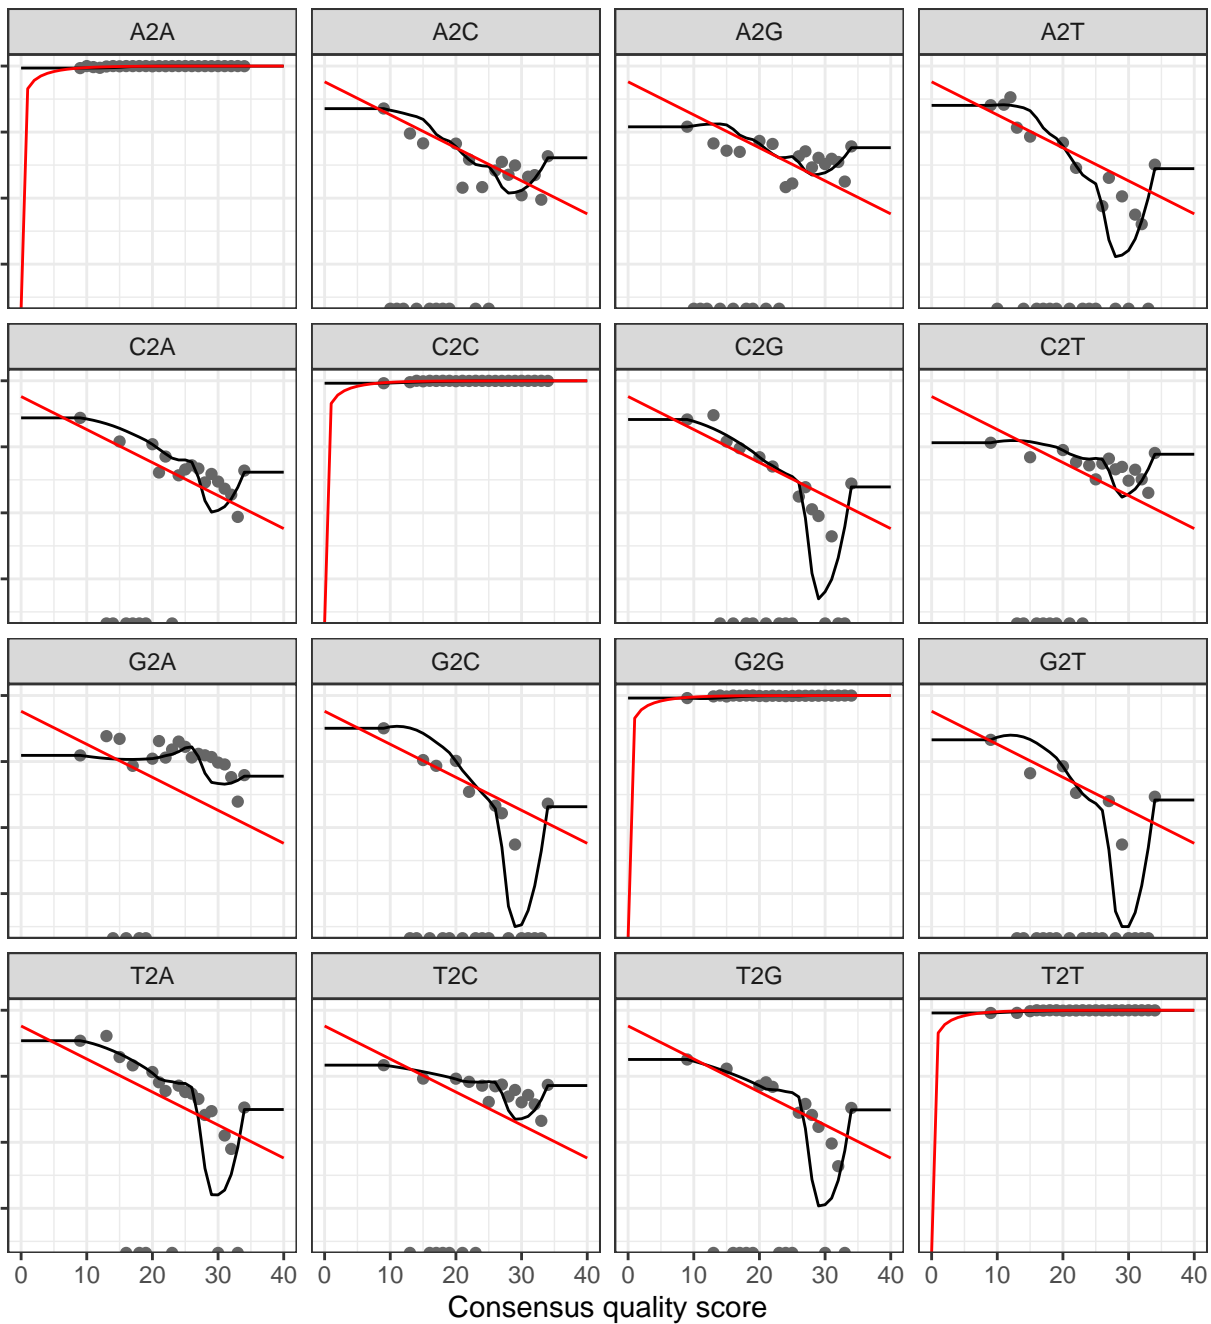 A2A A2C A2G A2T
C2A C2C C2G C2T
G2A G2C G2G G2T
T2A T2C T2G T2T
0 10 20 30 40 0 10 20 30 40 0 10 20 30 40 0 10 20 30 40
Consensus quality score